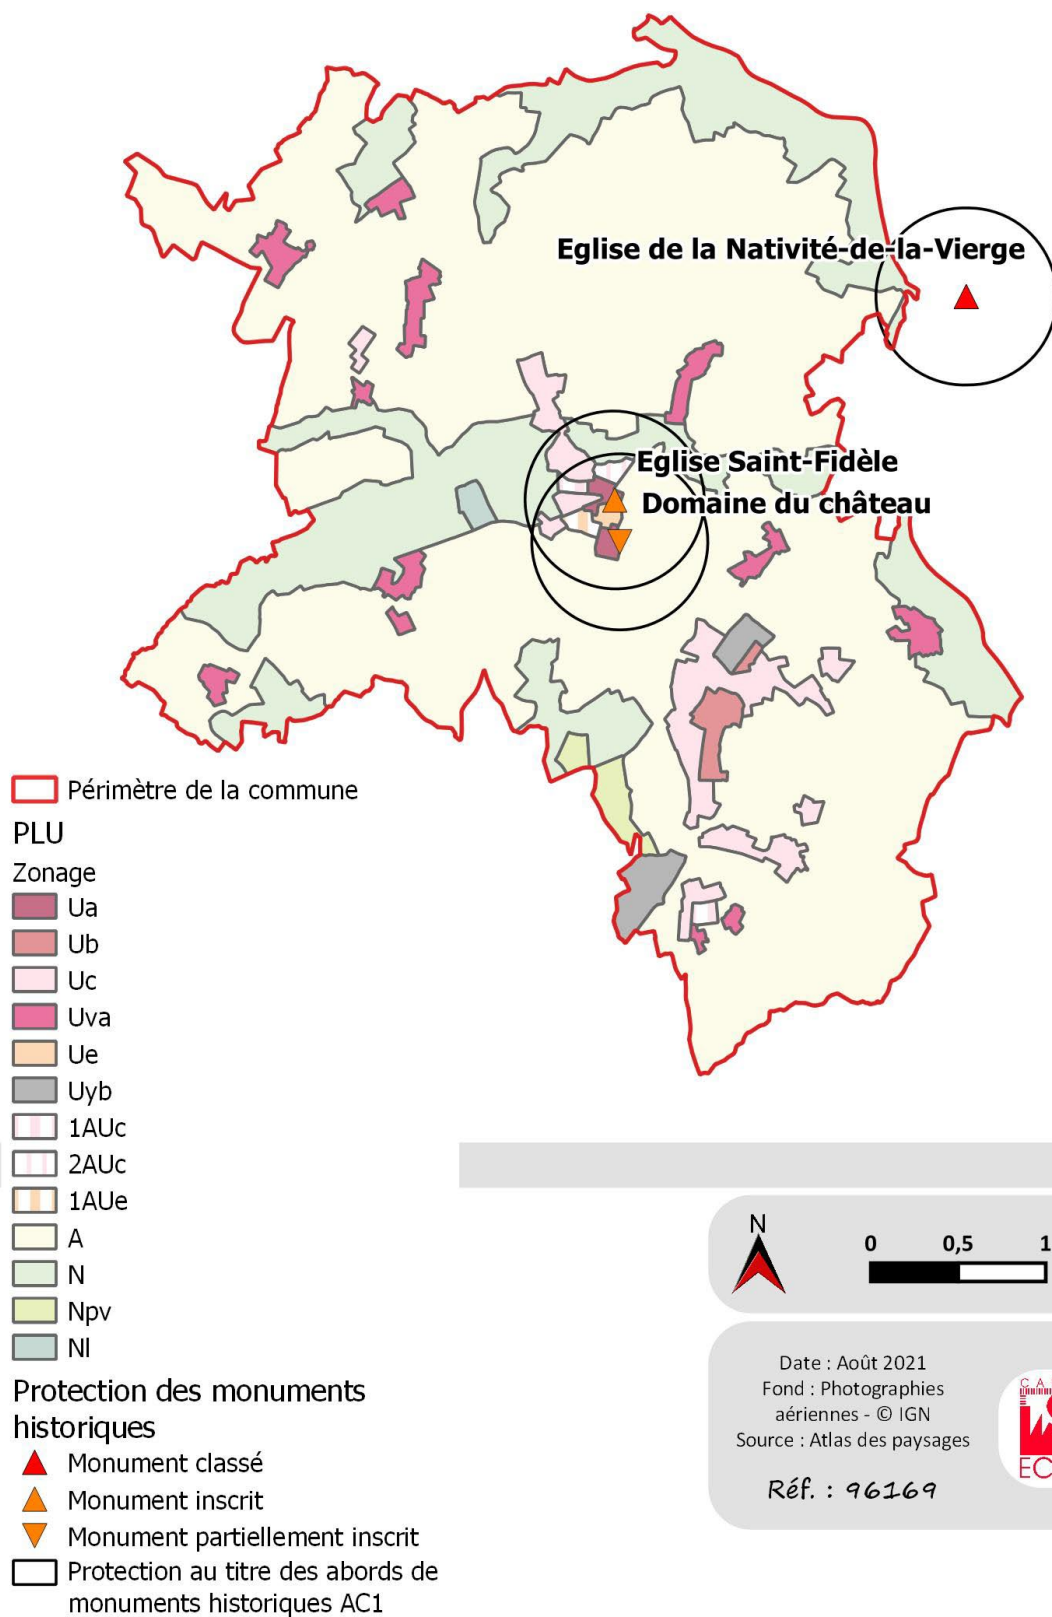 Eglise de la Nativité-de-la-Vierge
Eglise Saint-Fidèle
Domaine du château
Périmètre de la commune
PLU
Zonage
Ua
Ub
Uc
Uva
Ue
Uyb
1AUc
2AUc
1AUe
A
N
Npv
Nl
Protection des monuments
historiques
Monument classé
Monument inscrit
Monument partiellement inscrit
Protection au titre des abords de
monuments historiques AC1
N
0 0,5 1
Date : Août 2021
Fond : Photographies
aériennes - © IGN
Source : Atlas des paysages
Réf. : 96169
CA
EC